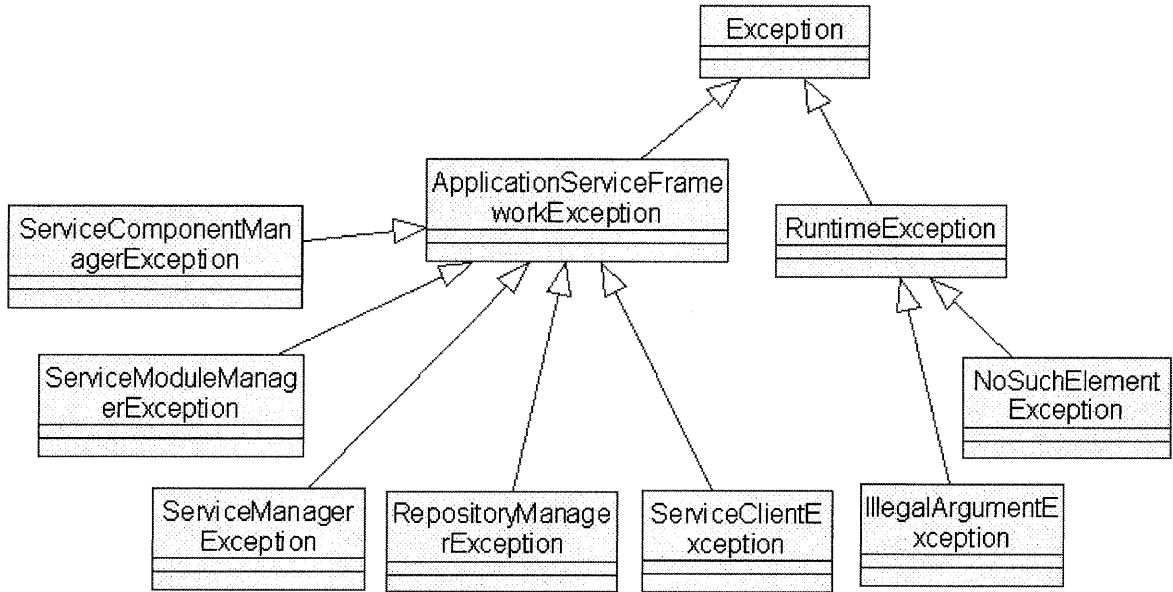 Exception
ApplicationServiceFrame
workException
ServiceComponentMan
agerException
RuntimeException
ServiceModuleManag
erException
NoSuchElement
Exception
ServiceManager
Exception
RepositoryManage
rException
ServiceClientE
xception
IllegalArgumentE
xception